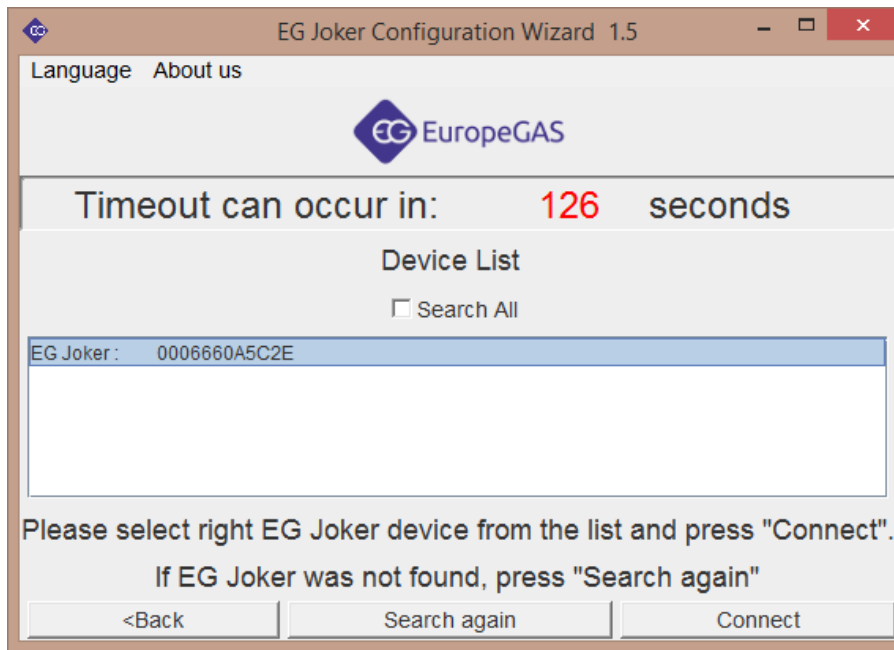 EG Joker Configuration Wizard 1.5
Language About us
EG EuropeGAS
Timeout can occur in: 126 seconds
Device List
Search All
EG Joker : 0006660A5C2E
Please select right EG Joker device from the list and press "Connect".
If EG Joker was not found, press "Search again"
<Back Search again Connect